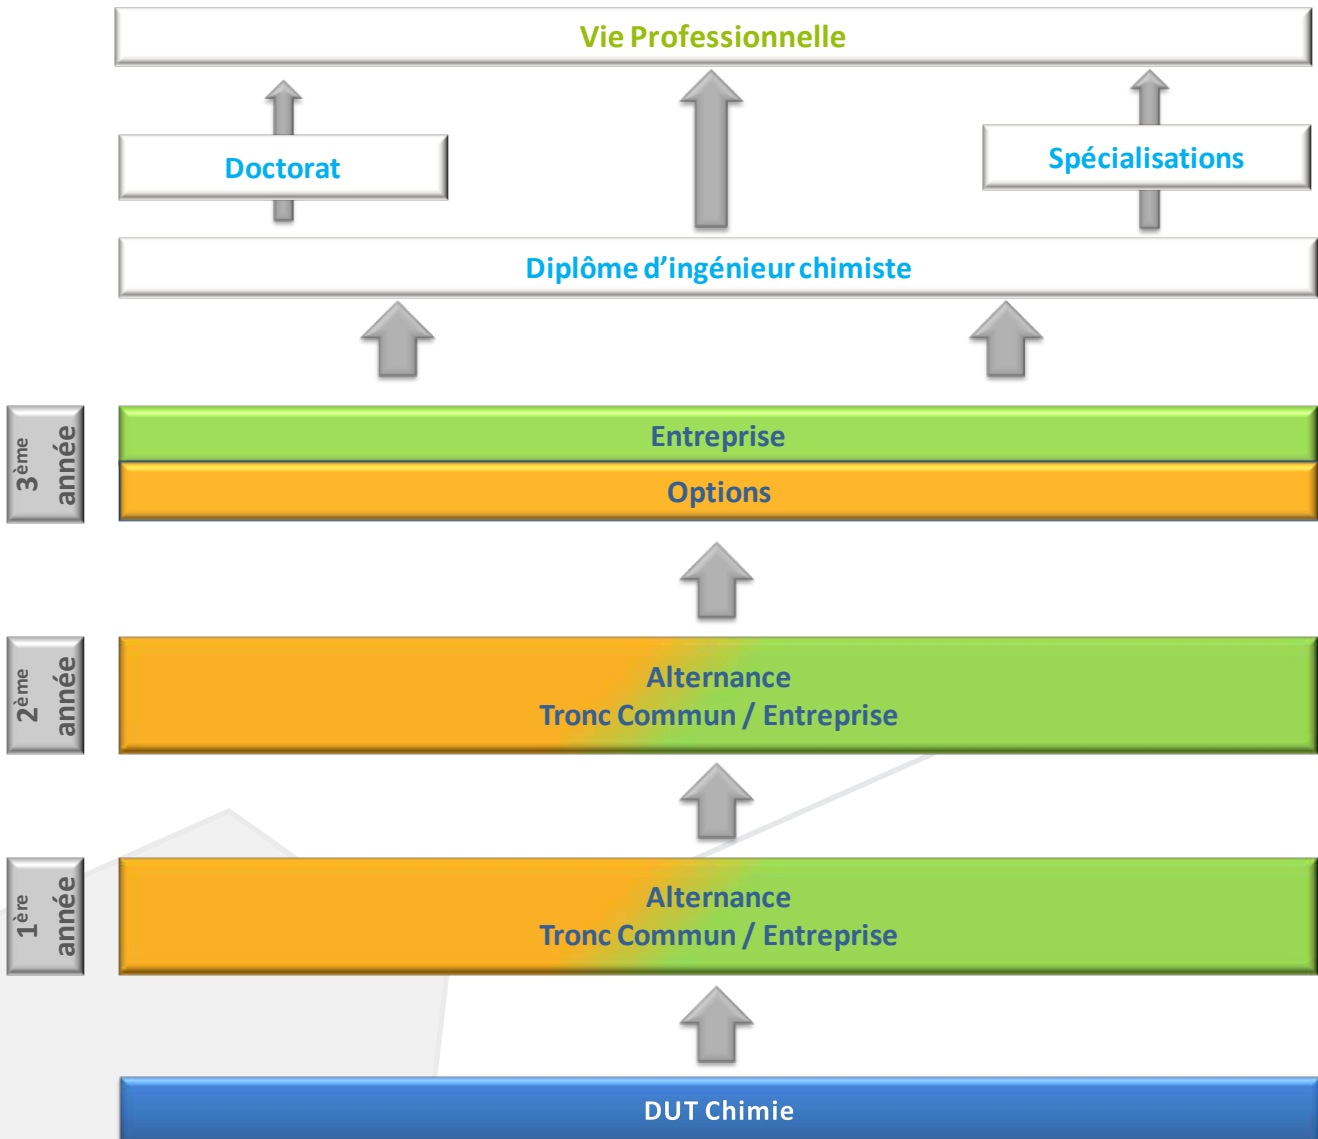 Vie Professionnelle
Doctorat
Spécialisations
Diplôme d'ingénieur chimiste
3ème
année
Entreprise
Options
2ème
année
Alternance
Tronc Commun / Entreprise
1ère
année
Alternance
Tronc Commun / Entreprise
DUT Chimie